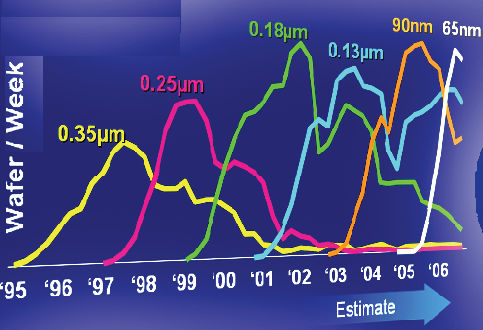 90nm 65nm
0.18µm
0.13µm
0.25µm
0.35µm
Wafer / Week
'95 '96 '97 '98 '99 '00 '01 '02 '03 '04 '05 '06
Estimate